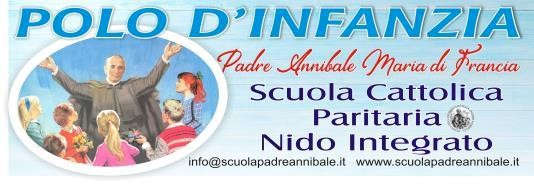 POLO D'INFANZIA
Padre Annibale Maria di Francia
Scuola Cattolica
Paritaria
Nido Integrato
info@scuolapadreannibale.it www.scuolapadreannibale.it